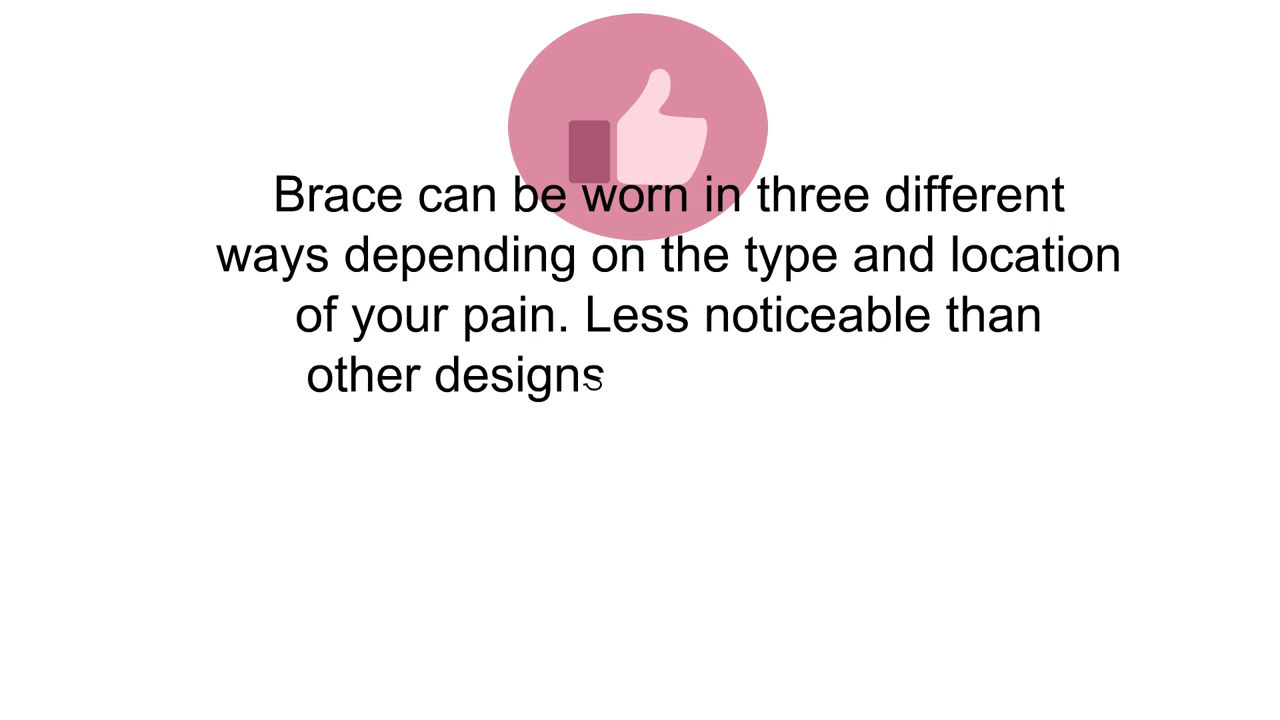 Brace can be worn in three different
ways depending on the type and location
of your pain. Less noticeable than
other designs